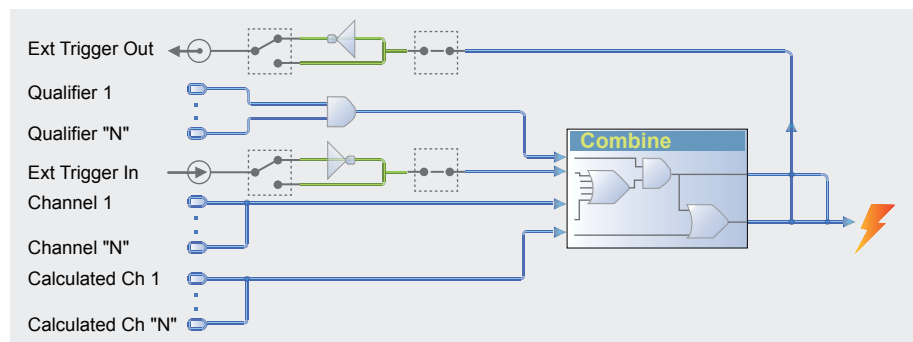 Ext Trigger Out
Qualifier 1
Qualifier "N"
Combine
Ext Trigger In
Channel 1
Channel "N"
Calculated Ch 1
Calculated Ch "N"